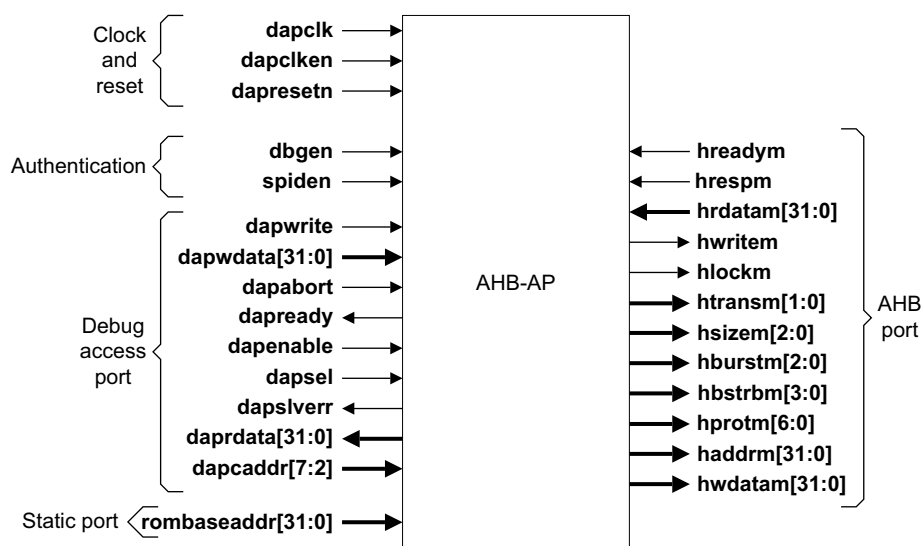 Clock
and
reset
dapclk
dapclken
dapresetn
Authentication
dbgen
spiden
Debug
access
port
dapwrite
dapwdata[31:0]
dapabort
dapready
dapenable
dapsel
dapslverr
daprdata[31:0]
dapcaddr[7:2]
Static port
rombaseaddr[31:0]
AHB-AP
hreadym
hrespm
hrdatam[31:0]
hwritem
hlockm
htransm[1:0]
hsizem[2:0]
hburstm[2:0]
hbstrbm[3:0]
hprotm[6:0]
haddrm[31:0]
hwdatam[31:0]
AHB
port